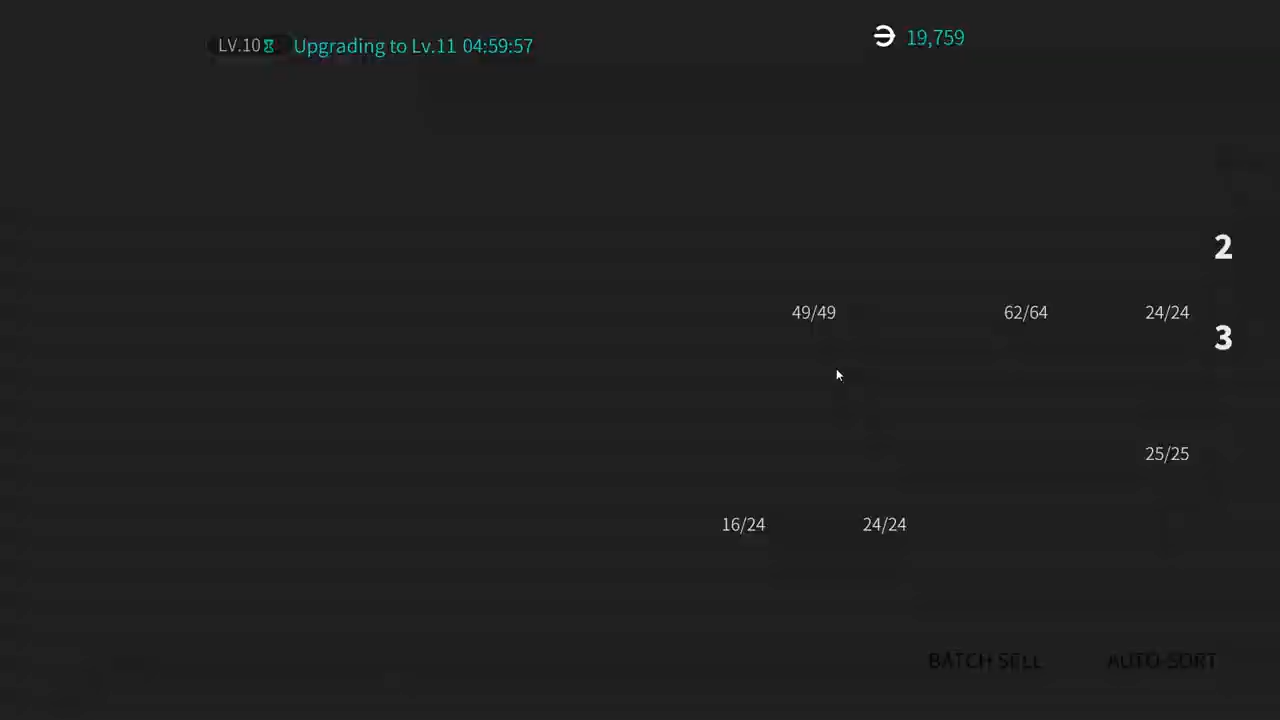 LV.10 Upgrading to Lv.11 04:59:57
19,759
2
49/49 62/64 24/24
3
25/25
16/24 24/24
BATCH SELL AUTO-SORT